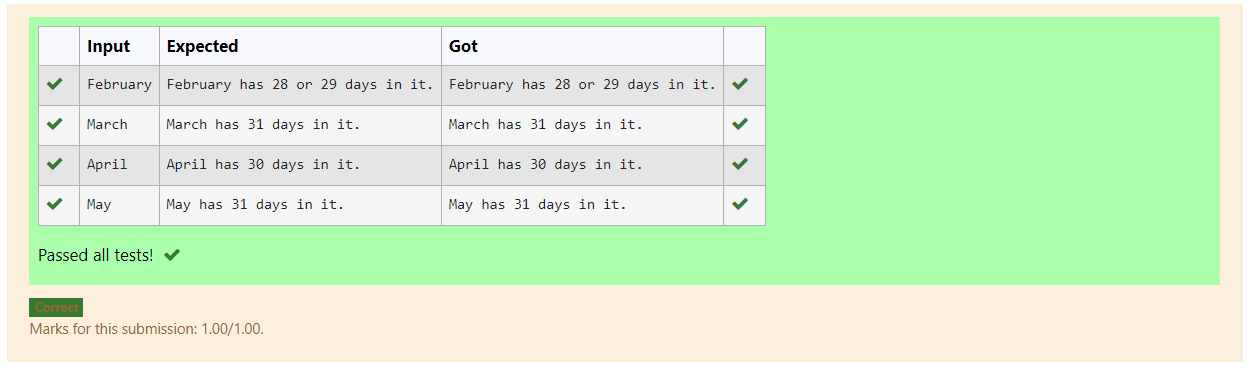 Input Expected Got
February February has 28 or 29 days in it. February has 28 or 29 days in it.
March March has 31 days in it. March has 31 days in it.
April April has 30 days in it. April has 30 days in it.
May May has 31 days in it. May has 31 days in it.
Passed all tests!
Correct
Marks for this submission: 1.00/1.00.